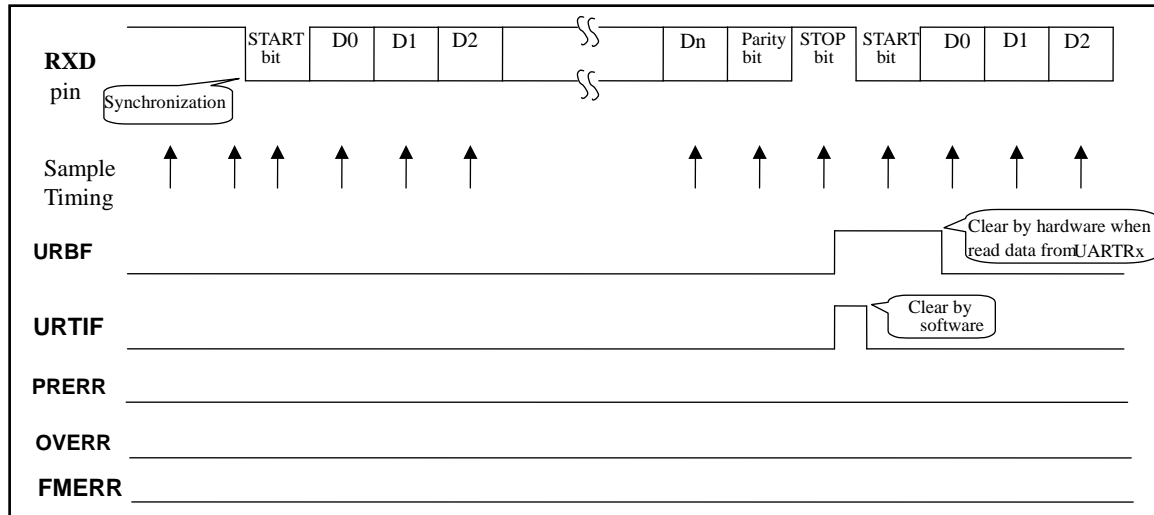 RXD
pin
START
bit
D0
D1
D2
Dn
Parity
bit
STOP
bit
START
bit
D0
D1
D2
Synchronization
Sample
Timing
URBF
Clear by hardware when
read data from UARTRx
URTIF
Clear by
software
PRERR
OVERR
FMERR